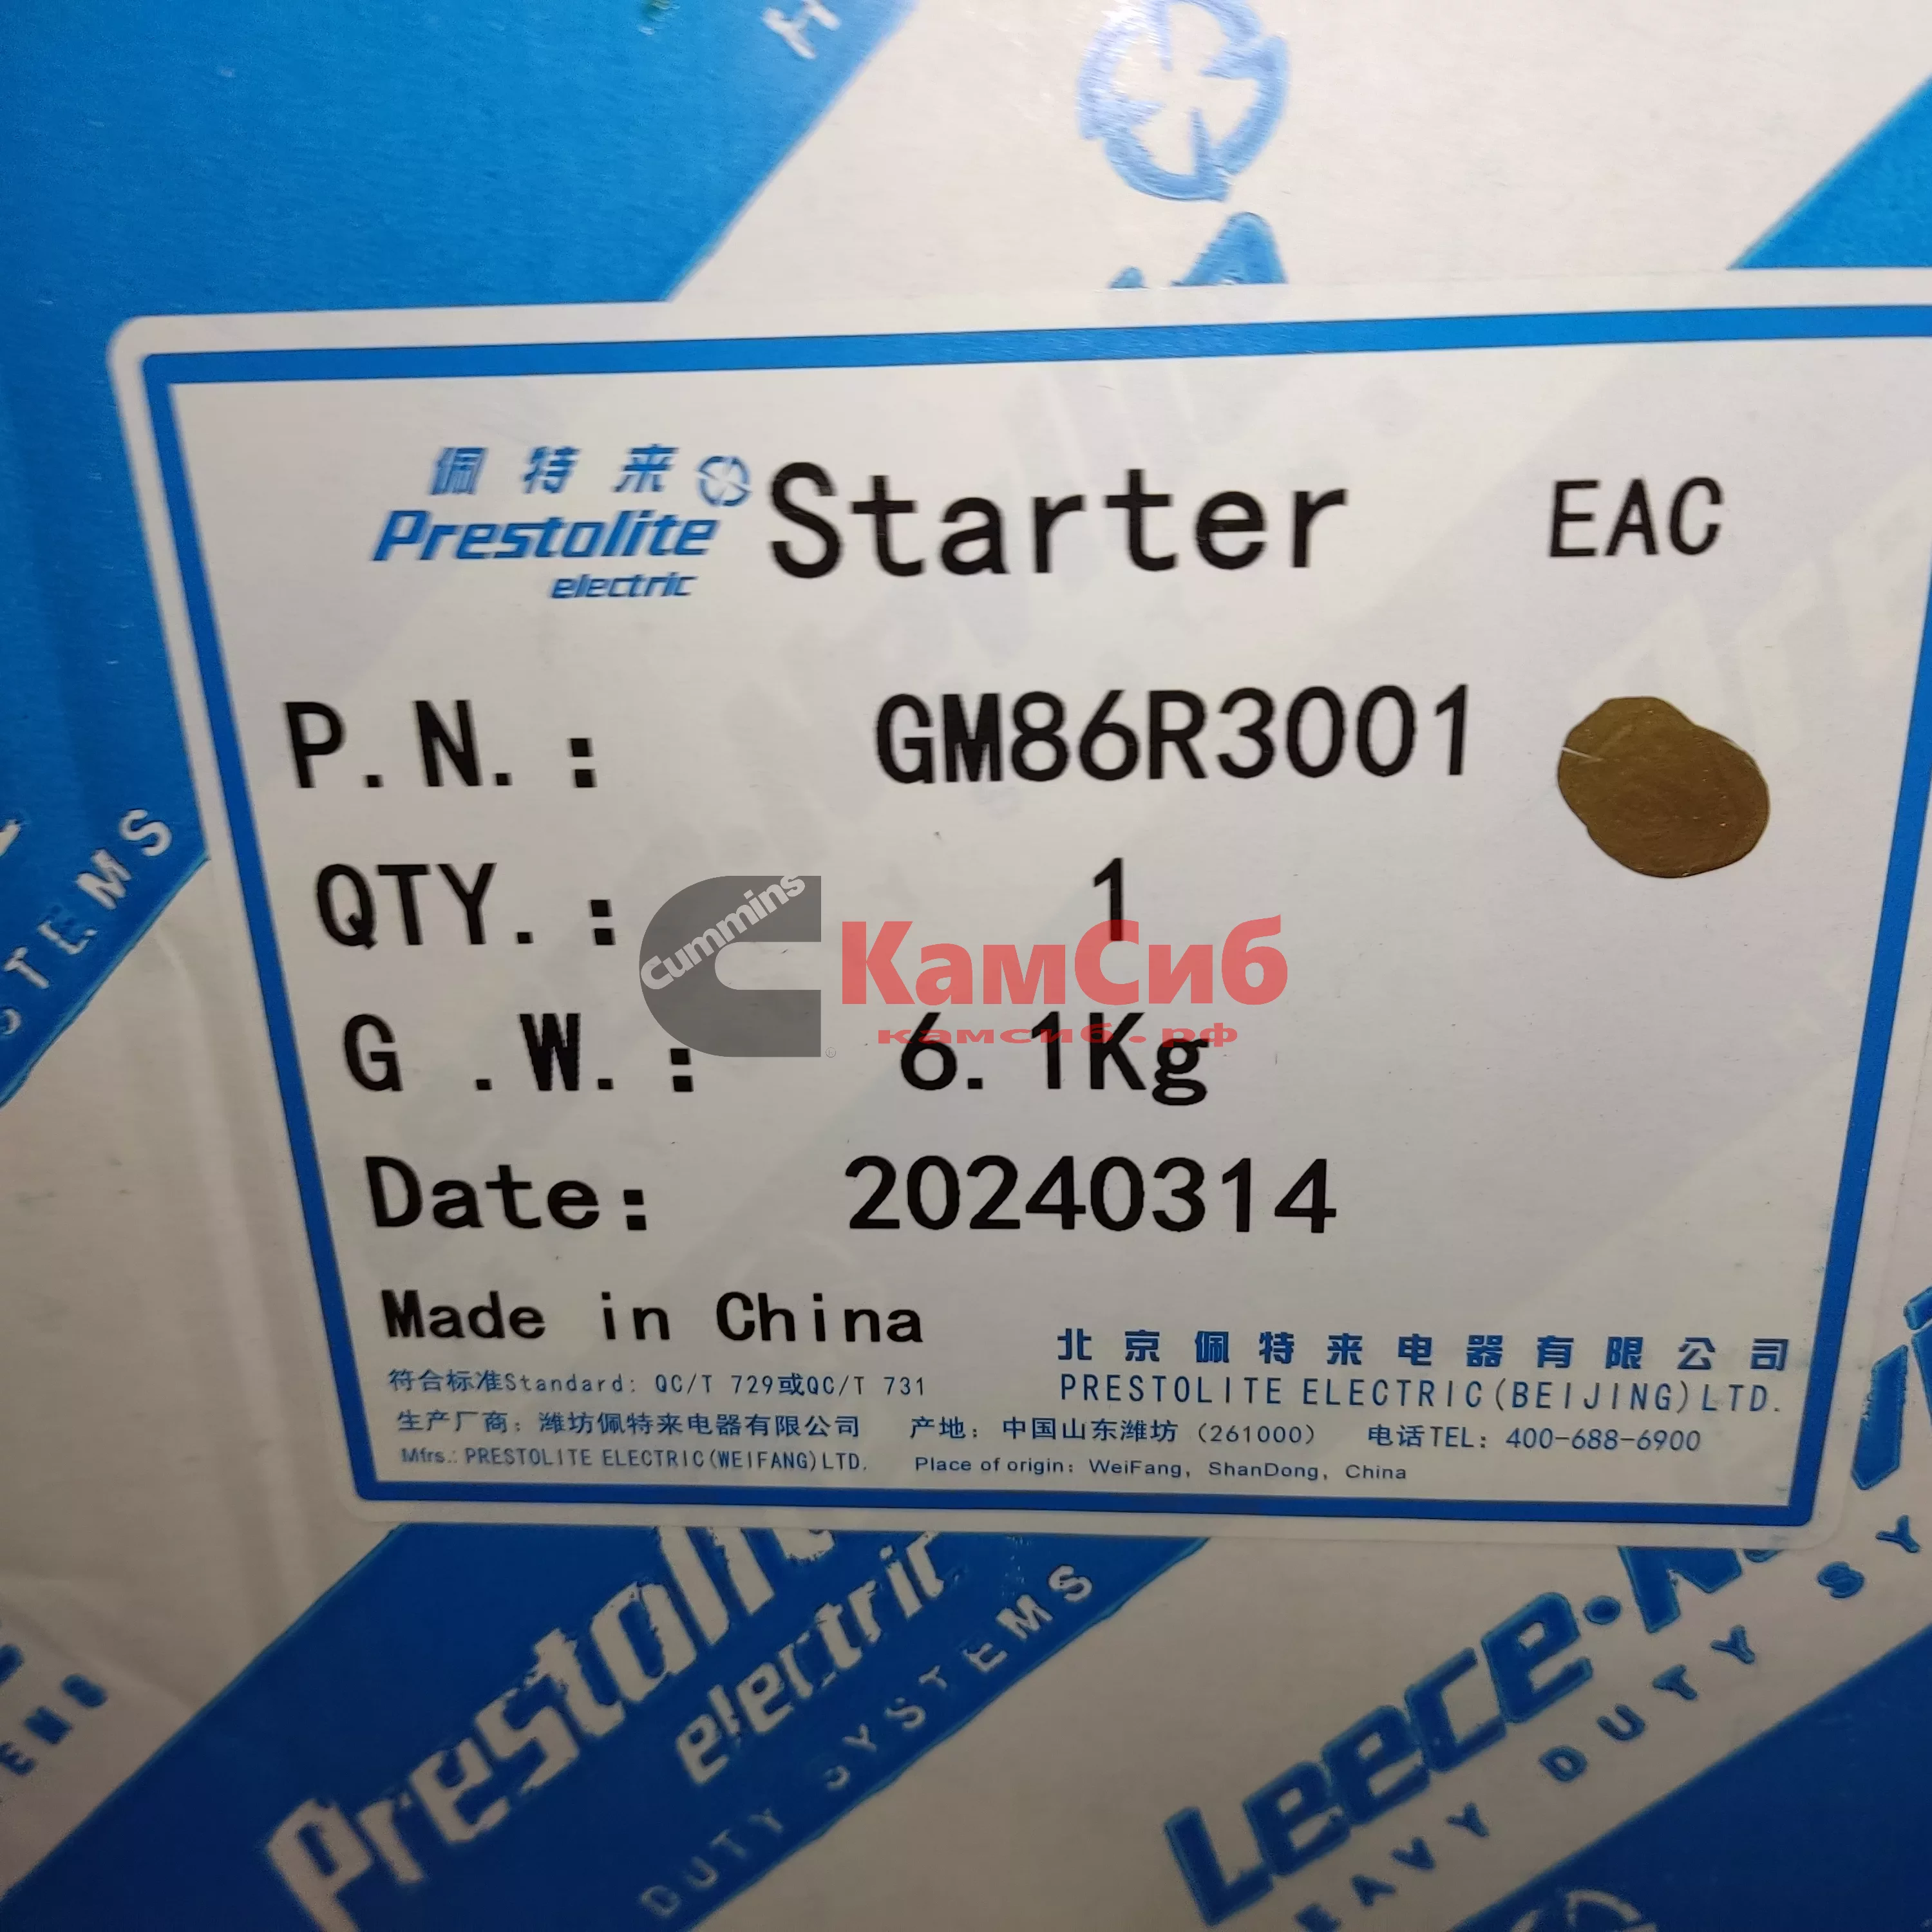 佩特来
Prestolite
electric
Starter EAC
P.N.: GM86R3001
QTY.: 1
Cummins
КамСиб
камсиб.рф
G .W.: 6.1Kg
Date: 20240314
Made in China
北京佩特来电器有限公司
符合标准Standard: QC/T 729或QC/T 731
PRESTOLITE ELECTRIC(BEIJING)LTD.
生产厂商: 潍坊佩特来电器有限公司 产地: 中国山东潍坊 (261000) 电话TEL: 400-688-6900
Mfrs.: PRESTOLITE ELECTRIC(WEIFANG)LTD. Place of origin: WeiFang, ShanDong, China
Prestolite
electric
DUTY SYSTEMS
Leece